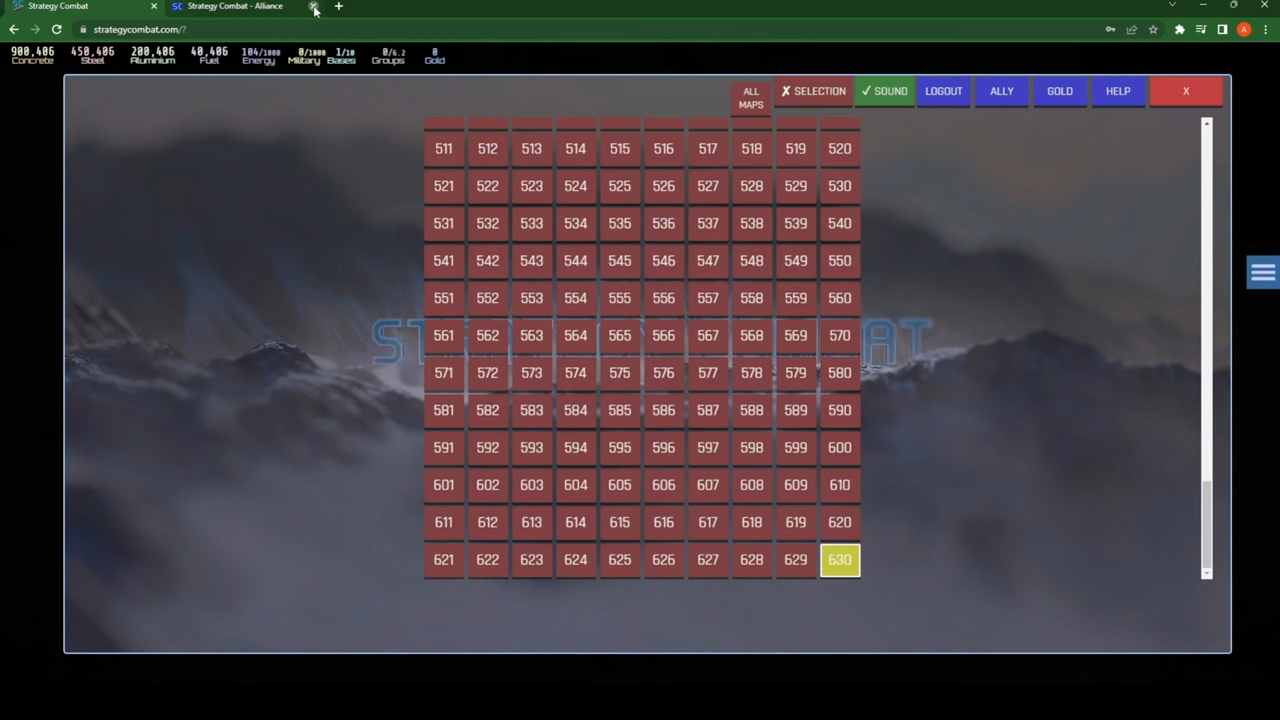 Strategy Combat
Strategy Combat - Alliance
strategycombat.com/?
A
900,406 450,406 200,406 40,406 104/1000 0/1000 1/10 0/6.2 0
Concrete Steel Aluminium Fuel Energy Military Bases Groups Gold
ALL MAPS
✗ SELECTION
✓ SOUND
LOGOUT
ALLY
GOLD
HELP
X
511 512 513 514 515 516 517 518 519 520
521 522 523 524 525 526 527 528 529 530
531 532 533 534 535 536 537 538 539 540
541 542 543 544 545 546 547 548 549 550
551 552 553 554 555 556 557 558 559 560
561 562 563 564 565 566 567 568 569 570
571 572 573 574 575 576 577 578 579 580
581 582 583 584 585 586 587 588 589 590
591 592 593 594 595 596 597 598 599 600
601 602 603 604 605 606 607 608 609 610
611 612 613 614 615 616 617 618 619 620
621 622 623 624 625 626 627 628 629 630